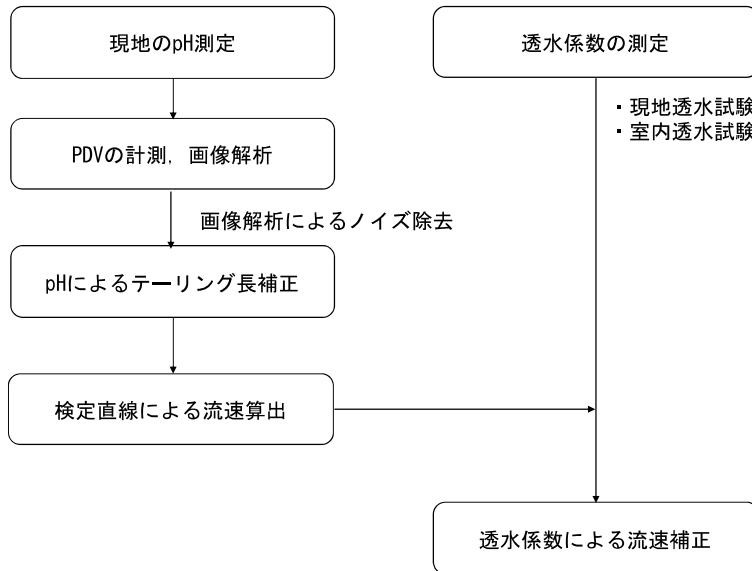 現地のpH測定
透水係数の測定
・現地透水試験
・室内透水試験
PDVの計測，画像解析
画像解析によるノイズ除去
pHによるテーリング長補正
検定直線による流速算出
透水係数による流速補正